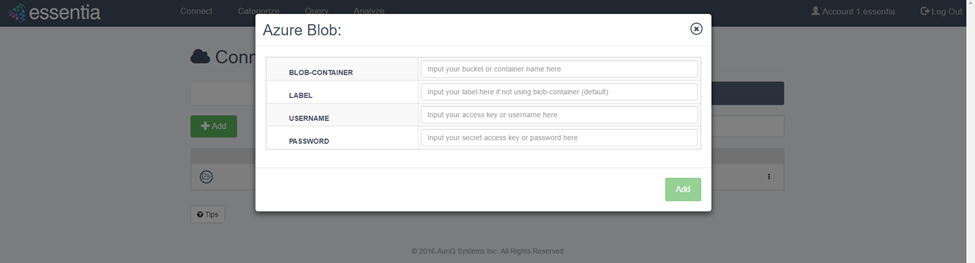 essentia
Connect Categorize Query Analyze
Account 1:essentia Log Out
Azure Blob:
Conn
BLOB-CONTAINER Input your bucket or container name here
LABEL Input your label here if not using blob-container (default)
Add
USERNAME Input your access key or username here
PASSWORD Input your secret access key or password here
Add
Tips
© 2016 AuriQ Systems Inc. All Rights Reserved